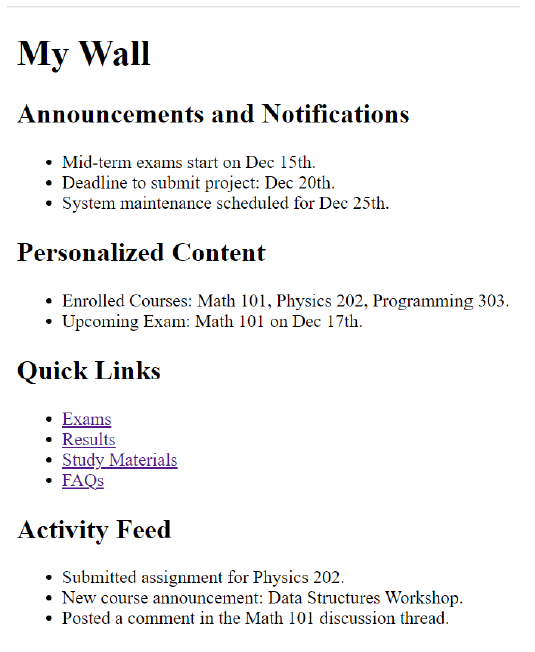 My Wall
Announcements and Notifications
Mid-term exams start on Dec 15th.
Deadline to submit project: Dec 20th.
System maintenance scheduled for Dec 25th.
Personalized Content
Enrolled Courses: Math 101, Physics 202, Programming 303.
Upcoming Exam: Math 101 on Dec 17th.
Quick Links
Exams
Results
Study Materials
FAQs
Activity Feed
Submitted assignment for Physics 202.
New course announcement: Data Structures Workshop.
Posted a comment in the Math 101 discussion thread.